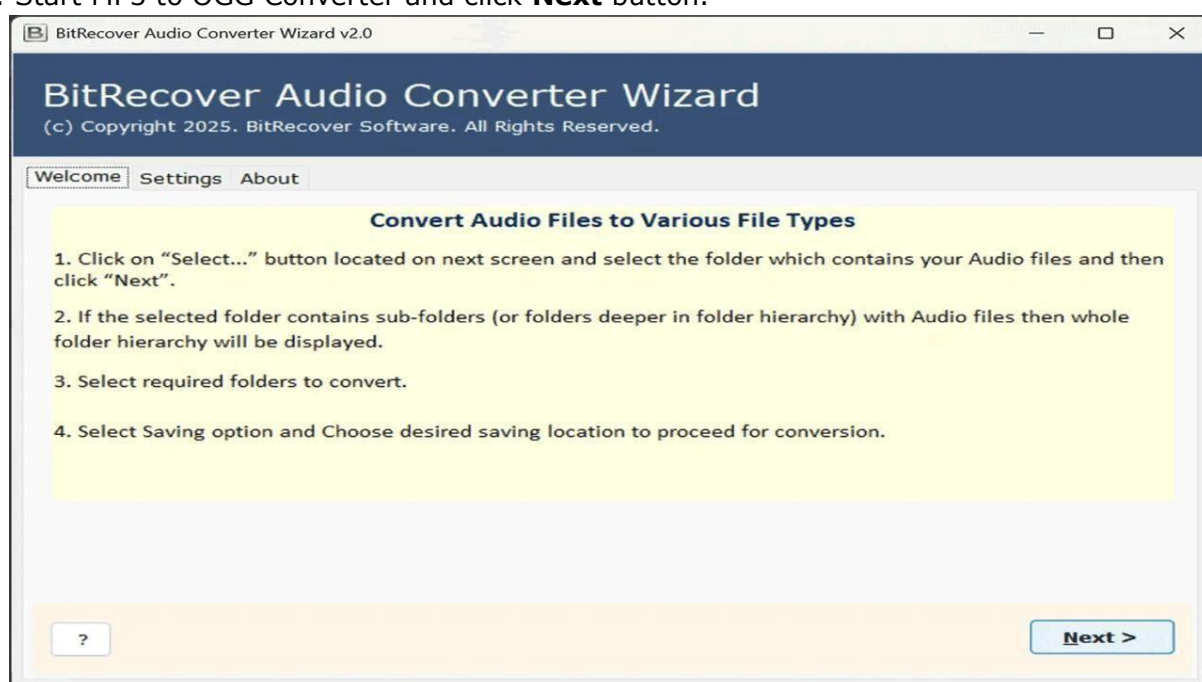 . Start MP3 to OGG Converter and click Next button.
BitRecover Audio Converter Wizard v2.0
BitRecover Audio Converter Wizard
(c) Copyright 2025. BitRecover Software. All Rights Reserved.
Welcome Settings About
Convert Audio Files to Various File Types
1. Click on “Select...” button located on next screen and select the folder which contains your Audio files and then
click “Next”.
2. If the selected folder contains sub-folders (or folders deeper in folder hierarchy) with Audio files then whole
folder hierarchy will be displayed.
3. Select required folders to convert.
4. Select Saving option and Choose desired saving location to proceed for conversion.
? Next >